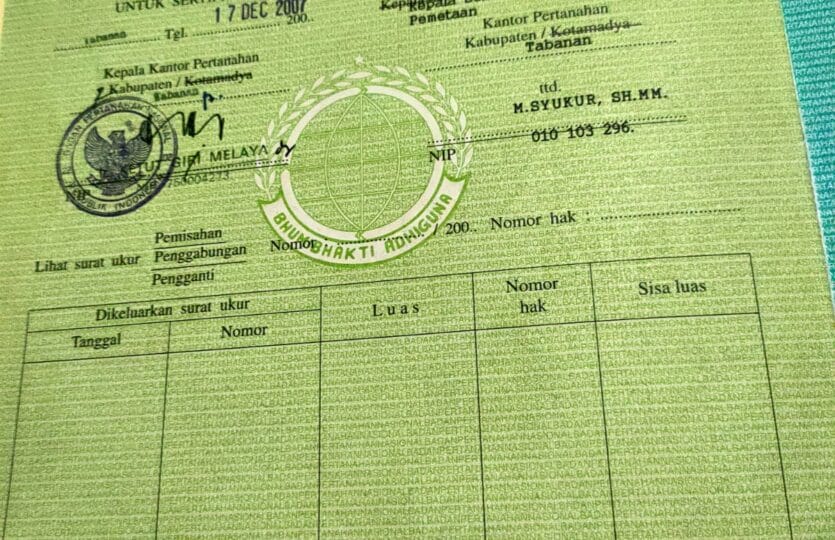 UNTUK SERTI
Tabanan Tgl. 17 DEC 2007 200..
Kepala Kantor Pertanahan
Kabupaten / Kotamadya
Tabanan
MELAYA
Pemetaan
Kantor Pertanahan
Kabupaten / Kotamadya
Tabanan
ttd.
M.SYUKUR, SH.MM.
NIP. 010 103 296.
BHUMI BHAKTI ADHIGUNA
Lihat surat ukur
Pemisahan
Penggabungan
Pengganti
Nomor : / 200.. Nomor hak :
Dikeluarkan surat ukur
Tanggal
Nomor
Luas
Nomor
hak
Sisa luas